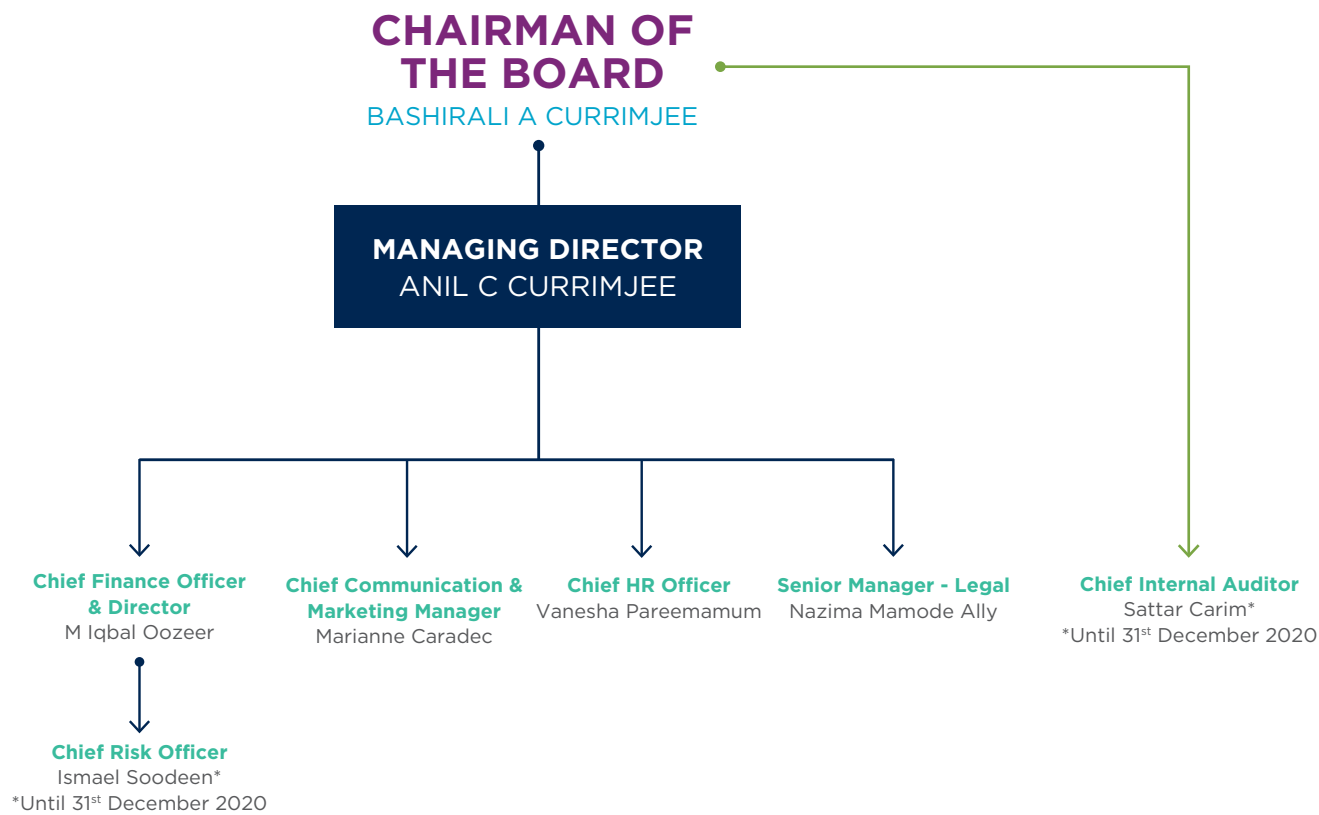 CHAIRMAN OF
THE BOARD
BASHIRALI A CURRIMJEE
MANAGING DIRECTOR
ANIL C CURRIMJEE
Chief Finance Officer
& Director
M Iqbal Oozeer
Chief Communication &
Marketing Manager
Marianne Caradec
Chief HR Officer
Vanesha Pareemamum
Senior Manager - Legal
Nazima Mamode Ally
Chief Internal Auditor
Sattar Carim*
*Until 31st December 2020
Chief Risk Officer
Ismael Soodeen*
*Until 31st December 2020